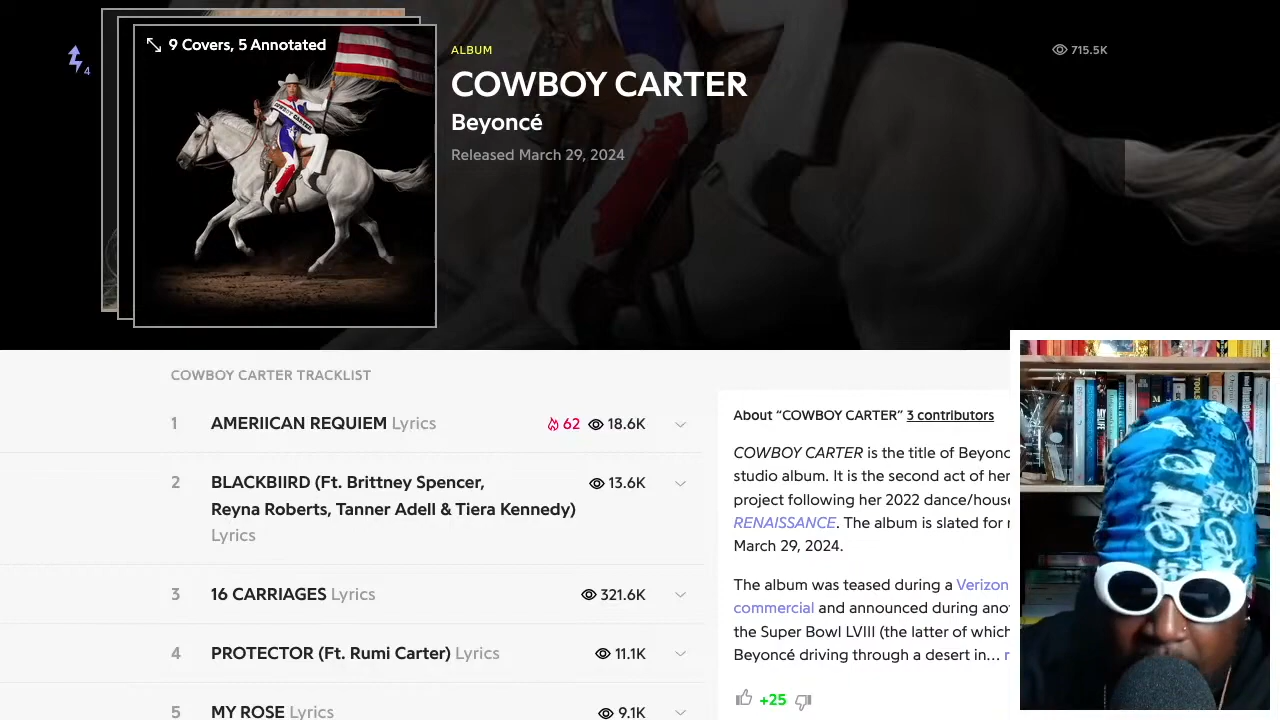 9 Covers, 5 Annotated
4
COWBOY CARTER
ALBUM
715.5K
COWBOY CARTER
Beyoncé
Released March 29, 2024
COWBOY CARTER TRACKLIST
1 AMERIICAN REQUIEM Lyrics 62 18.6K
2 BLACKBIIRD (Ft. Brittney Spencer, 13.6K
Reyna Roberts, Tanner Adell & Tiera Kennedy)
Lyrics
3 16 CARRIAGES Lyrics 321.6K
4 PROTECTOR (Ft. Rumi Carter) Lyrics 11.1K
5 MY ROSE Lyrics 9.1K
About “COWBOY CARTER” 3 contributors
COWBOY CARTER is the title of Beyonc
studio album. It is the second act of her
project following her 2022 dance/house
RENAISSANCE. The album is slated for r
March 29, 2024.
The album was teased during a Verizon
commercial and announced during ano
the Super Bowl LVIII (the latter of which
Beyoncé driving through a desert in… r
+25